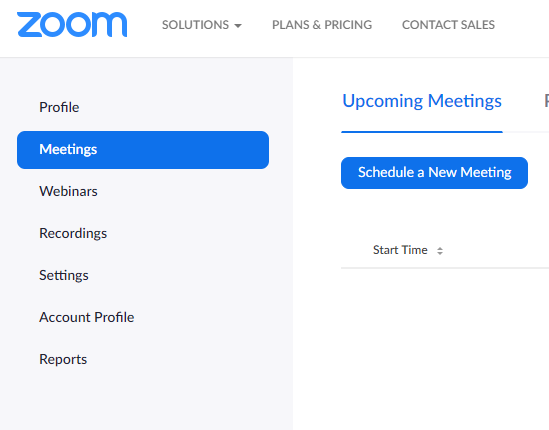 zoom
SOLUTIONS
PLANS & PRICING
CONTACT SALES
Profile
Meetings
Webinars
Recordings
Settings
Account Profile
Reports
Upcoming Meetings
Schedule a New Meeting
Start Time